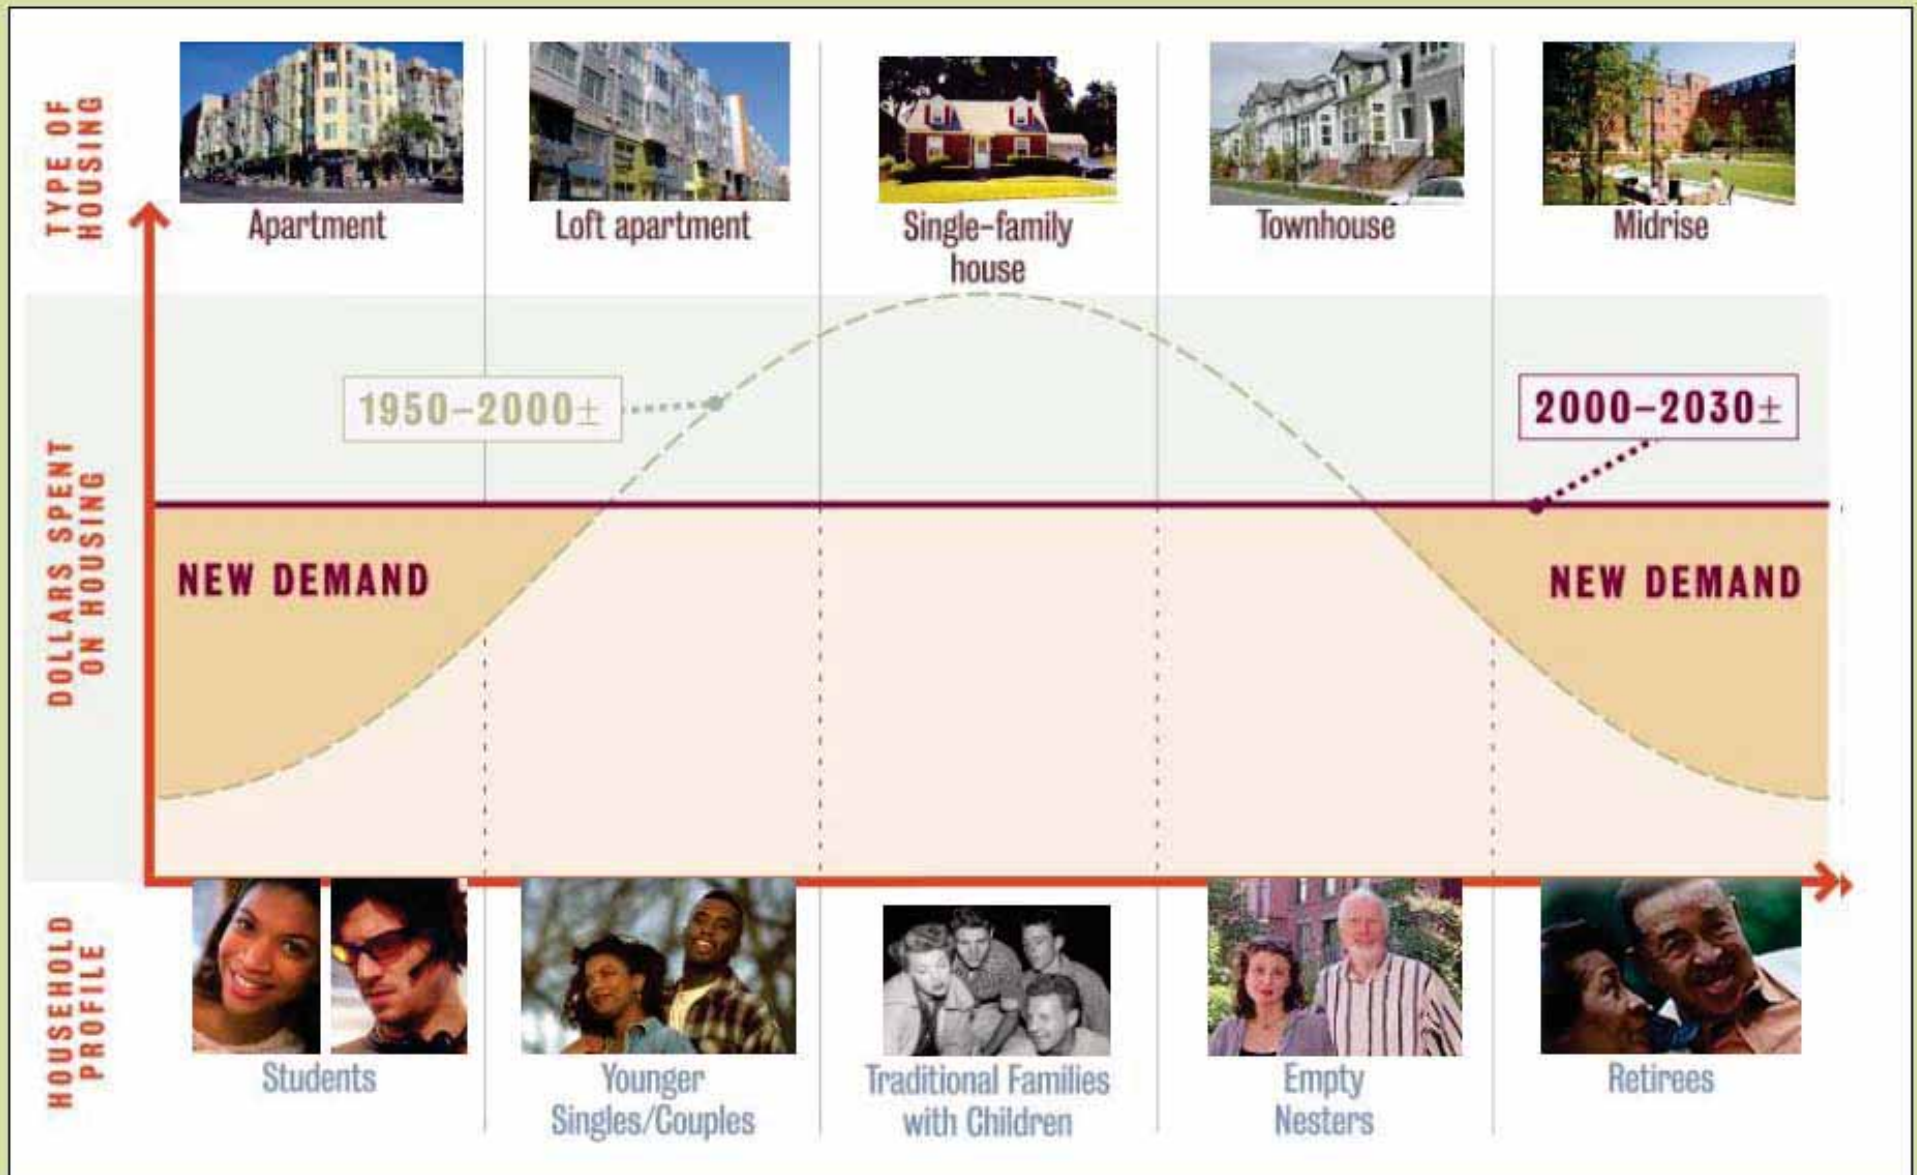 TYPE OF
HOUSING
Apartment
Loft apartment
Single-family
house
Townhouse
Midrise
DOLLARS SPENT
ON HOUSING
1950–2000±
2000–2030±
NEW DEMAND
NEW DEMAND
HOUSEHOLD
PROFILE
Students
Younger
Singles/Couples
Traditional Families
with Children
Empty
Nesters
Retirees